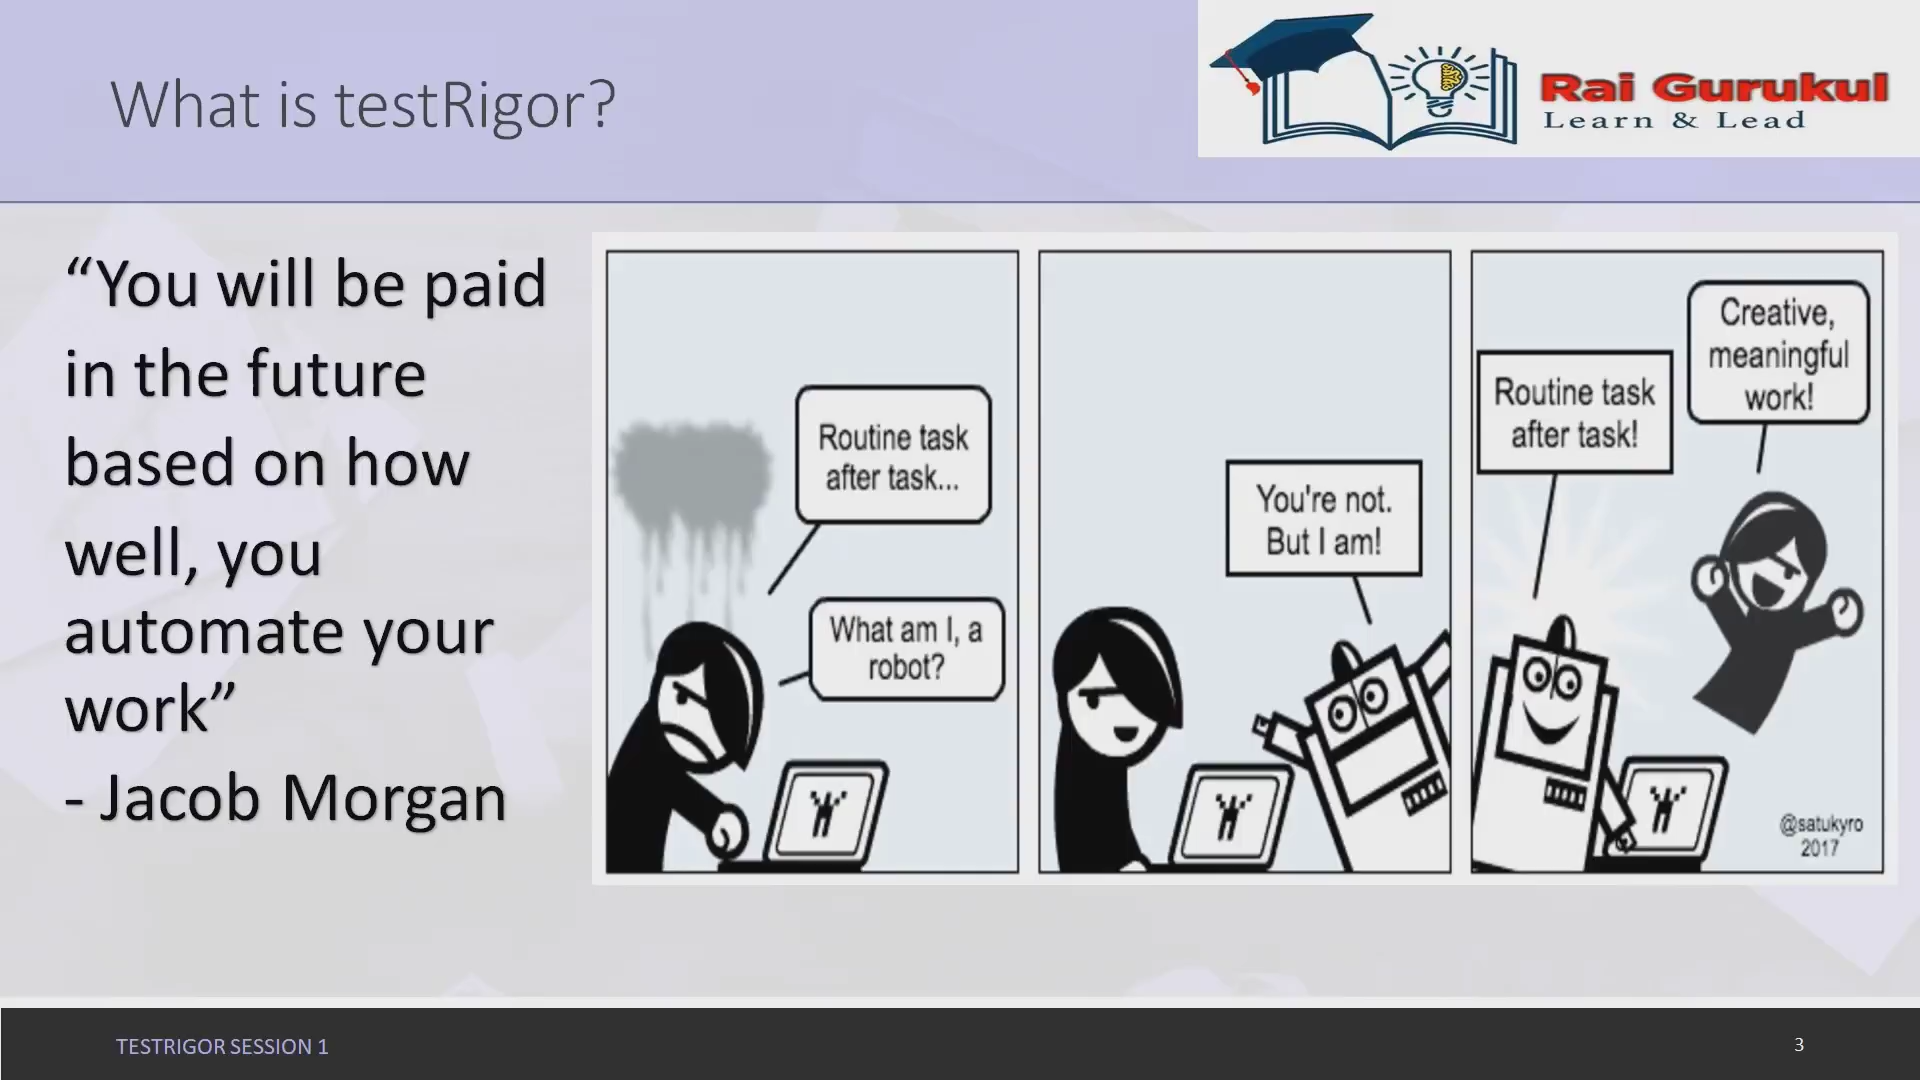 What is testRigor?
Rai Gurukul
Learn & Lead
“You will be paid
in the future
based on how
well, you
automate your
work”
- Jacob Morgan
Routine task
after task...
What am I, a
robot?
You're not.
But I am!
Routine task
after task!
Creative,
meaningful
work!
@satukyro
2017
TESTRIGOR SESSION 1
3